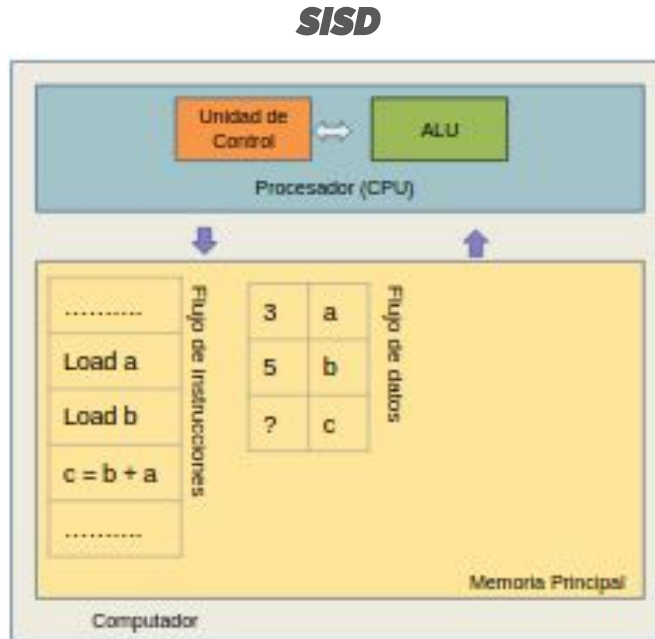 SISD
Unidad de
Control
ALU
Procesador (CPU)
..........
Load a
Load b
c = b + a
..........
Flujo de instrucciones
3 a
5 b
? c
Flujo de datos
Memoria Principal
Computador